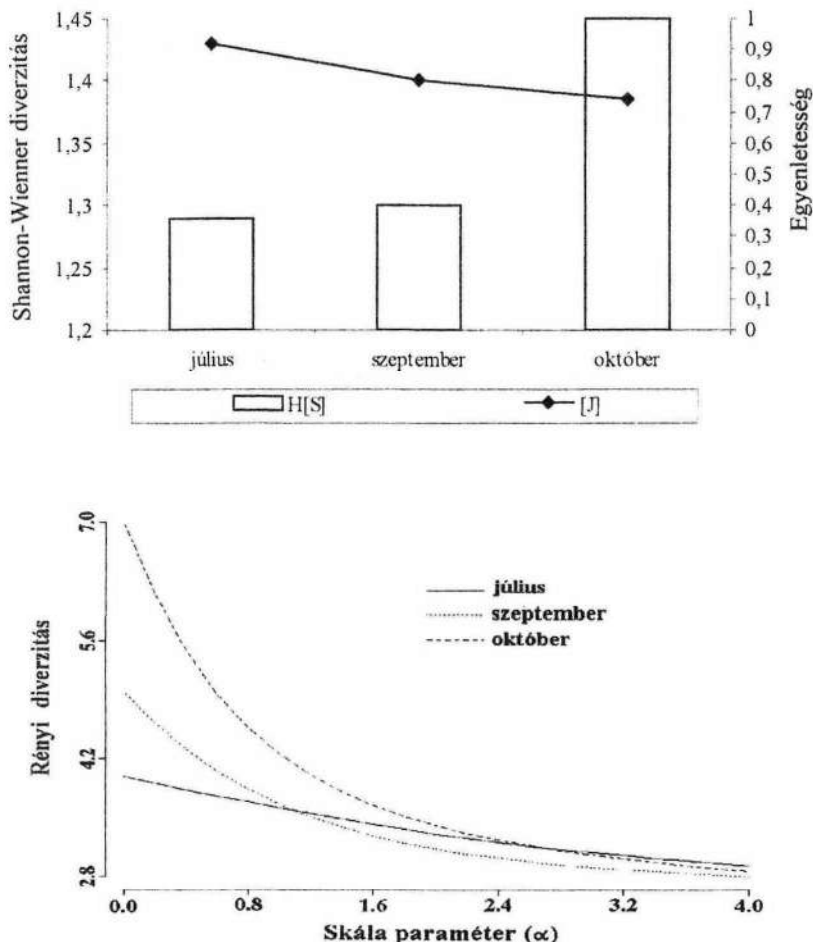 Shannon-Wienner diverzitás
1,45
1,4
1,35
1,3
1,25
1,2
1
0,9
0,8
0,7
0,6
0,5
0,4
0,3
0,2
0,1
0
Egyenletesség
július szeptember október
H[S] [J]
Rényi diverzitás
7.0
5.6
4.2
2.8
július
szeptember
október
0.0 0.8 1.6 2.4 3.2 4.0
Skála paraméter (α)